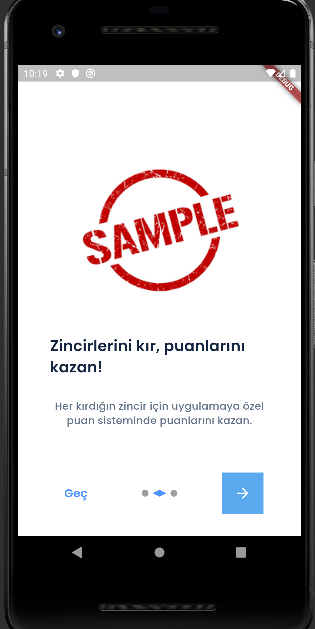 10:19
DEBUG
SAMPLE
Zincirlerini kır, puanlarını
kazan!
Her kırdığın zincir için uygulamaya özel
puan sisteminde puanlarını kazan.
Geç